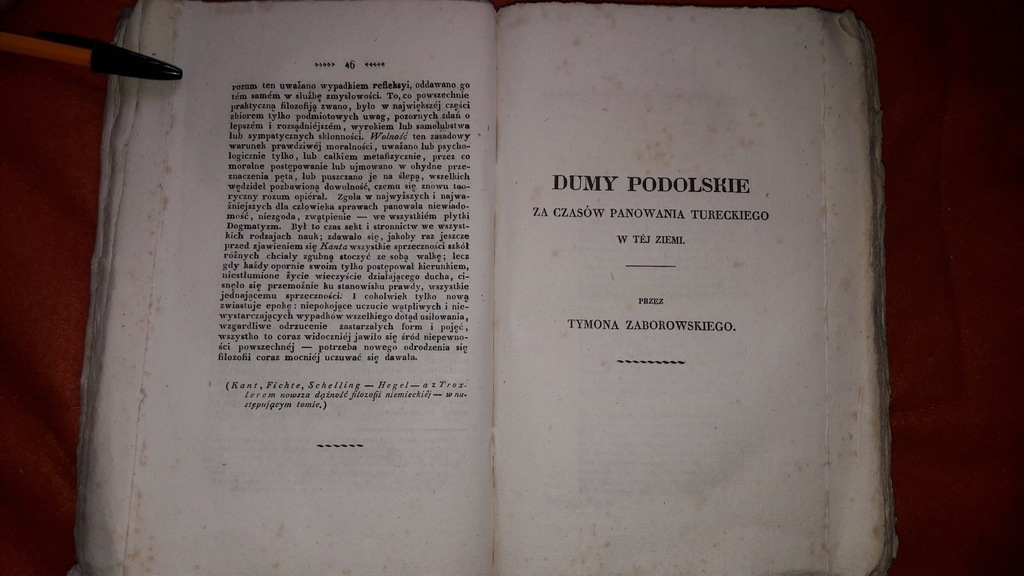 46
rozum ten uważano wypadkiem refleksyi, oddawano go
tém samém w służbę zmysłowości. To, co powszechnie
praktyczną filozofiją zwano, było w największéj części
zbiorem tylko podmiotowych uwag, pozornych zdań o
lepszém i rozsądniejszém, wyrokiem lub samolubstwa
lub sympatycznych skłonności. Wolność ten zasadowy
warunek prawdziwéj moralności, uważano lub psycho-
logicznie tylko, lub całkiem metafizycznie, przez co
moralne postępowanie lub ujmowano w ohydne prze-
znaczenia pęta, lub puszczano je na ślepą, wszelkich
wędzideł pozbawioną dowolność, czemu się znowu teo-
ryczny rozum opiérał. Zgoła w najwyższych i najwa-
żniejszych dla człowieka sprawach panowała niewiado-
mość, niezgoda, zwątpienie — we wszystkiém płytki
Dogmatyzm. Był to czas sekt i stronnictw we wszyst-
kich rodzajach nauk; zdawało się, jakoby raz jeszcze
przed zjawieniem się Kanta wszystkie sprzeczności szkół
różnych chciały zgubną stoczyć ze sobą walkę; lecz
gdy każdy opornie swoim tylko postępował kierunkiem,
niestłumione życie wieczyście działającego ducha, ci-
snęło się przemożnie ku stanowisku prawdy, wszystkie
jednającemu sprzeczności. I cokolwiek tylko nową
zwiastuje epokę: niepokojące uczucie wątpliwych i nie-
wystarczających wypadków wszelkiego dotąd usiłowania,
wzgardliwe odrzucenie zastarzałych form i pojęć,
wszystko to coraz widoczniéj jawiło się śród niepewno-
ści powszechnéj — potrzeba nowego odrodzenia się
filozofii coraz mocniéj uczuwać się dawała.
(Kant, Fichte, Schelling — Hegel — a z Trox-
lerem nowsza dążność filozofii niemieckiéj — w na-
stępującym tomie.)
DUMY PODOLSKIE
ZA CZASÓW PANOWANIA TURECKIEGO
W TÉJ ZIEMI.
PRZEZ
TYMONA ZABOROWSKIEGO.